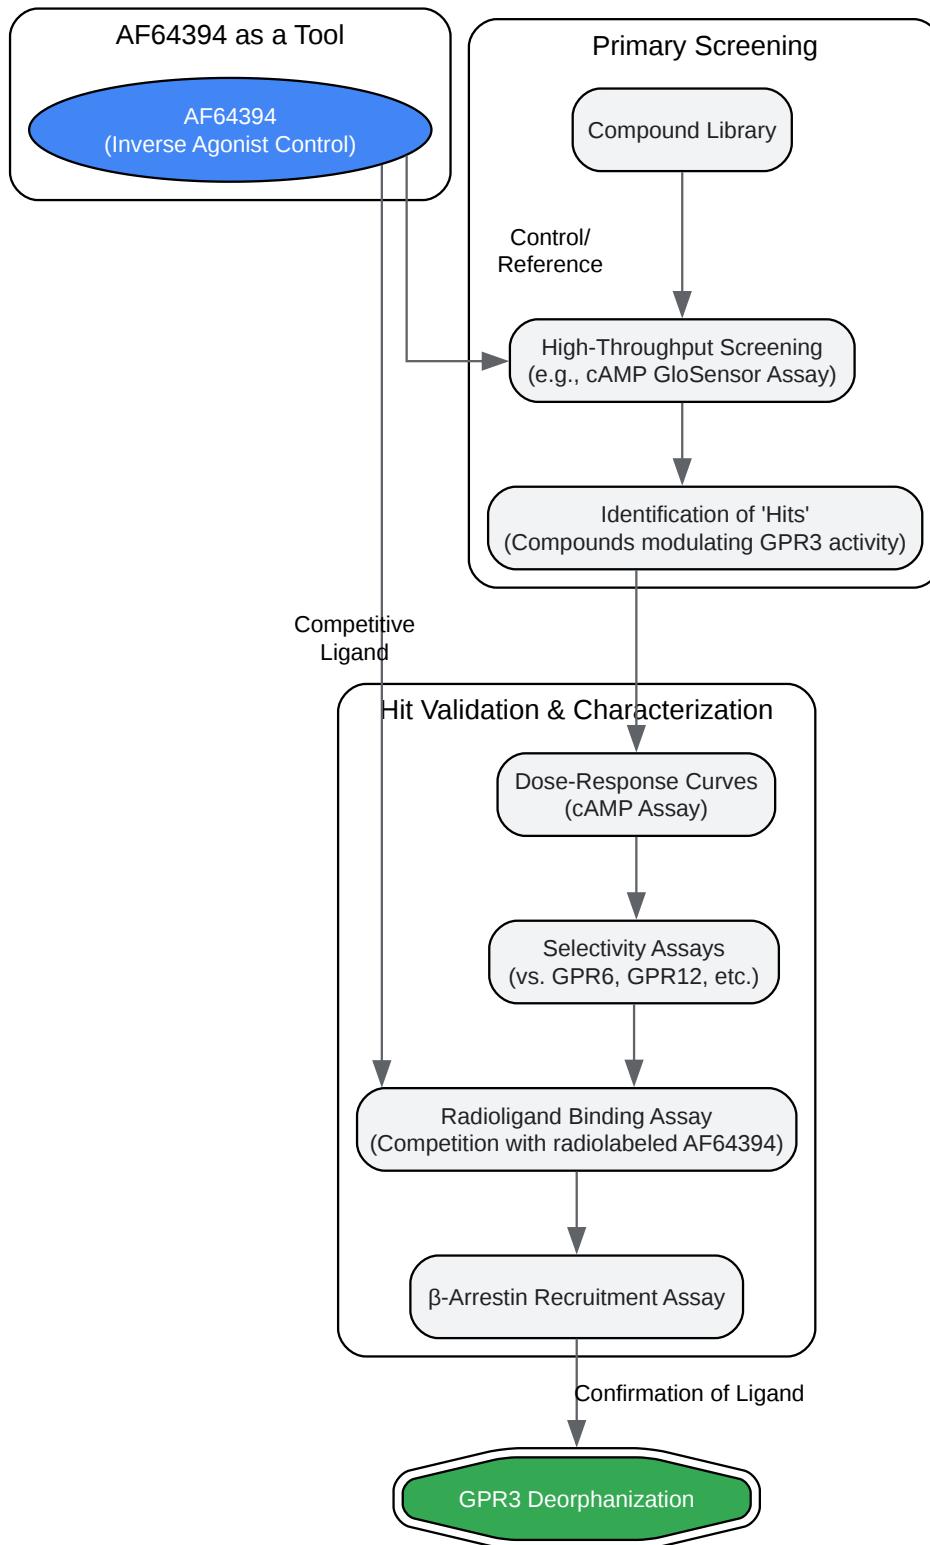 AF64394 as a Tool
AF64394
(Inverse Agonist Control)
Primary Screening
Compound Library
Control/
Reference
High-Throughput Screening
(e.g., cAMP GloSensor Assay)
Identification of 'Hits'
(Compounds modulating GPR3 activity)
Competitive
Ligand
Hit Validation & Characterization
Dose-Response Curves
(cAMP Assay)
Selectivity Assays
(vs. GPR6, GPR12, etc.)
Radioligand Binding Assay
(Competition with radiolabeled AF64394)
β-Arrestin Recruitment Assay
Confirmation of Ligand
GPR3 Deorphanization